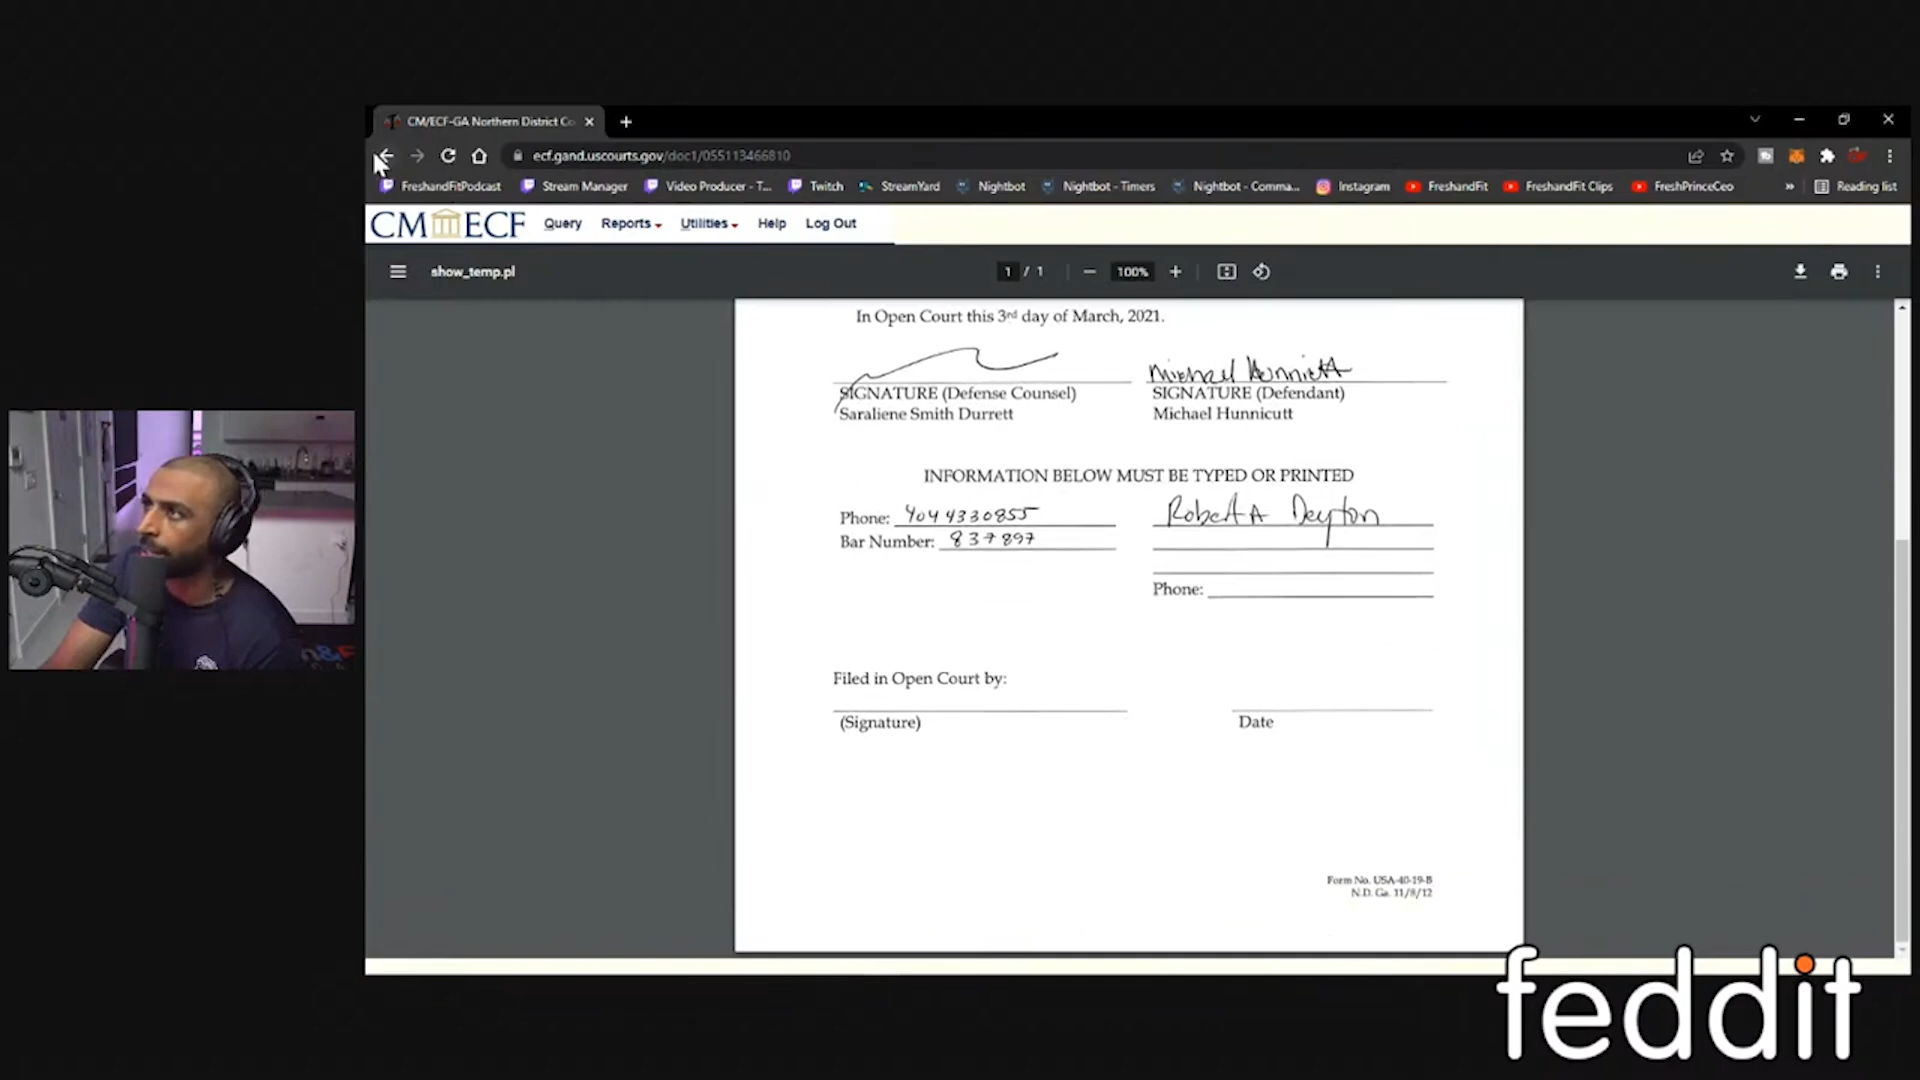 CM/ECF-GA Northern District Co
ecf.gand.uscourts.gov/doc1/055113466810
FreshandFitPodcast Stream Manager Video Producer - T... Twitch StreamYard Nightbot Nightbot - Timers Nightbot - Comma... Instagram FreshandFit FreshandFit Clips FreshPrinceCeo » Reading list
CM ECF Query Reports Utilities Help Log Out
show_temp.pl 1 / 1 100%
In Open Court this 3rd day of March, 2021.
Michael Hunnicutt
SIGNATURE (Defense Counsel) SIGNATURE (Defendant)
Saraliene Smith Durrett Michael Hunnicutt
INFORMATION BELOW MUST BE TYPED OR PRINTED
Phone: 4044330855 Robert A Deyton
Bar Number: 837897
Phone:
Filed in Open Court by:
(Signature) Date
Form No. USA-40-19-B
N.D. Ga. 11/8/12
feddit